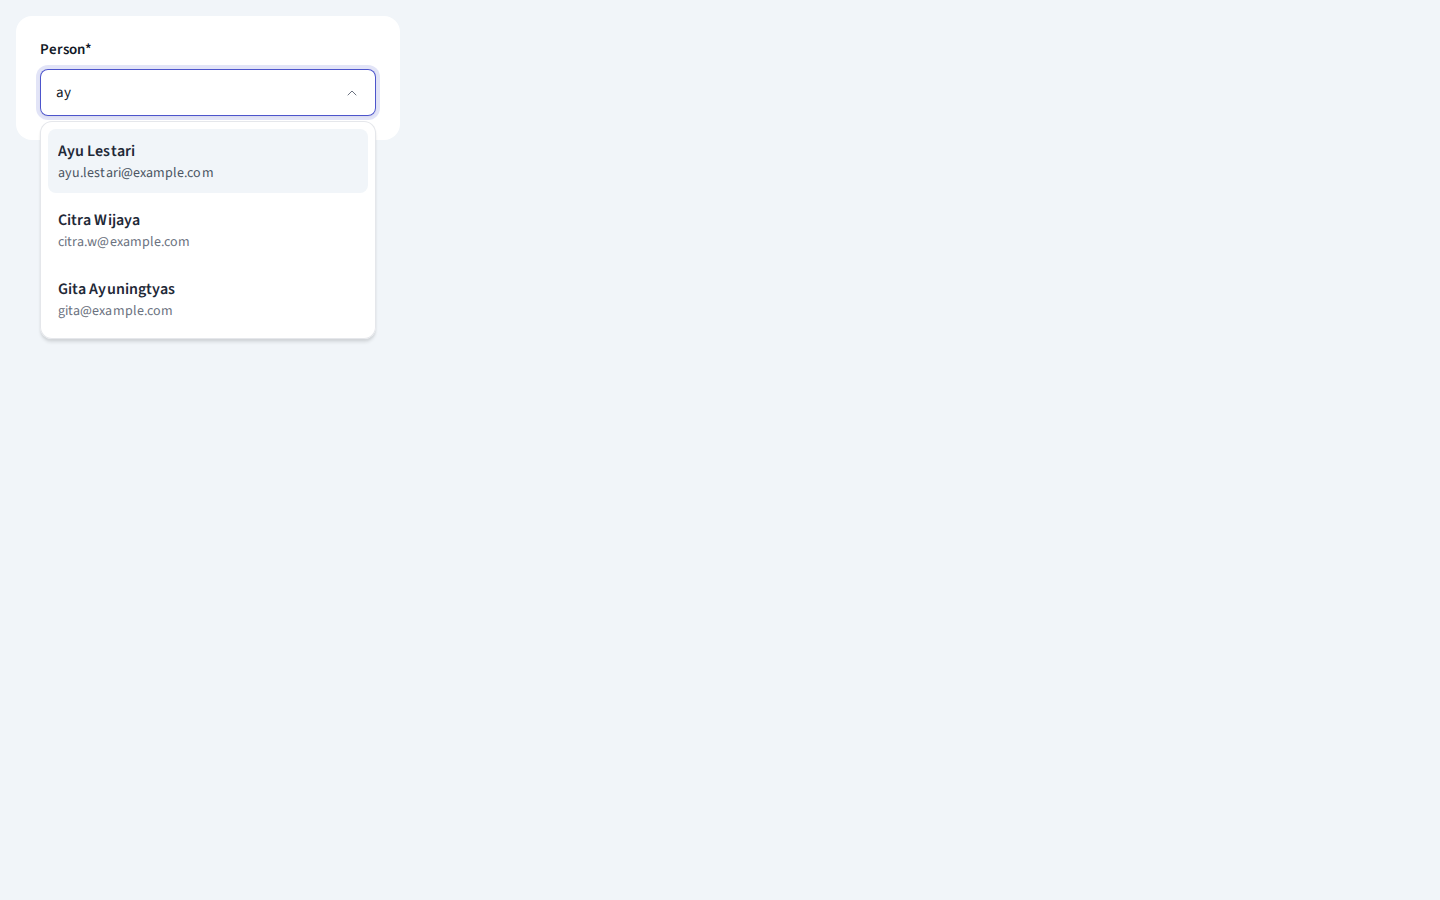 Person*
ay
Ayu Lestari
ayu.lestari@example.com
Citra Wijaya
citra.w@example.com
Gita Ayuningtyas
gita@example.com